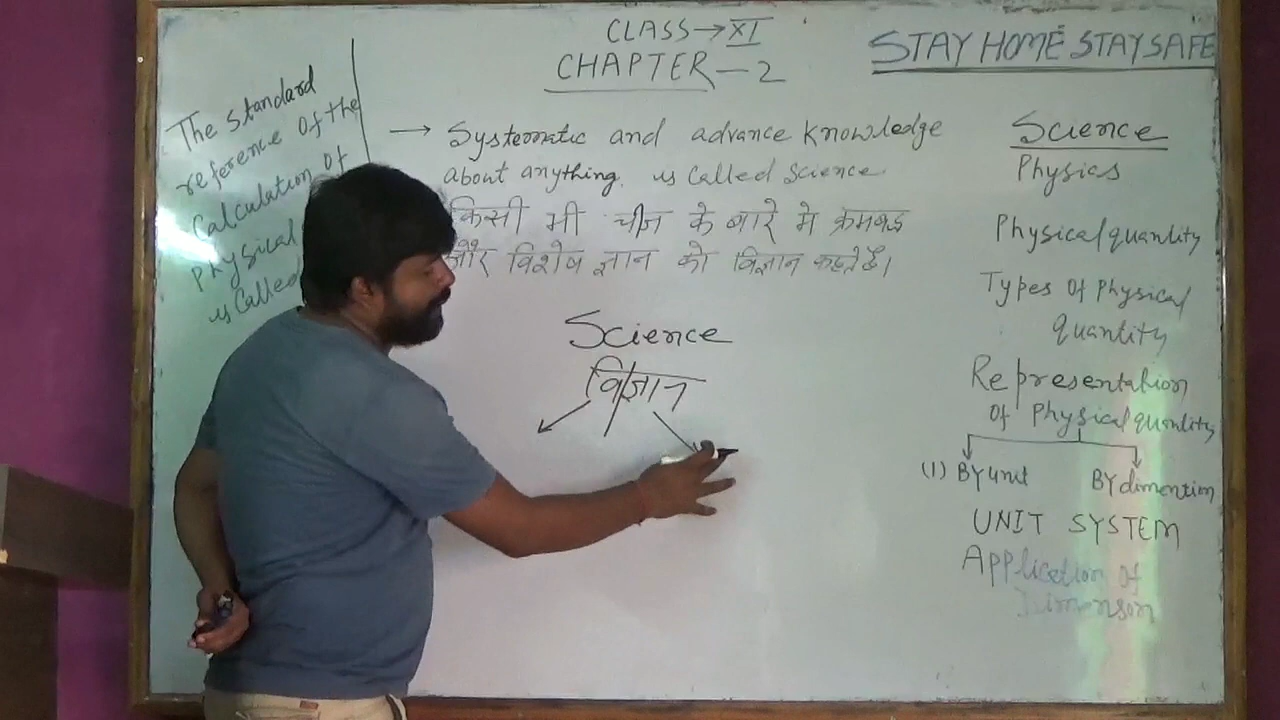 CLASS → XI
CHAPTER - 2
STAY HOME STAY SAFE
The standard
reference of the
Calculation of
physical
is Called
→ Systematic and advance knowledge
about anything. is Called Science.
किसी भी चीज के बारे मे क्रमबद्ध
और विशेष ज्ञान को विज्ञान कहते हैं।
Science
वि/ज्ञान
Science
Physics
Physical quantity
Types of physical
quantity
Representation
of physical quantity
(1) By unit
By dimention
UNIT SYSTEM
Application of
Dimenson